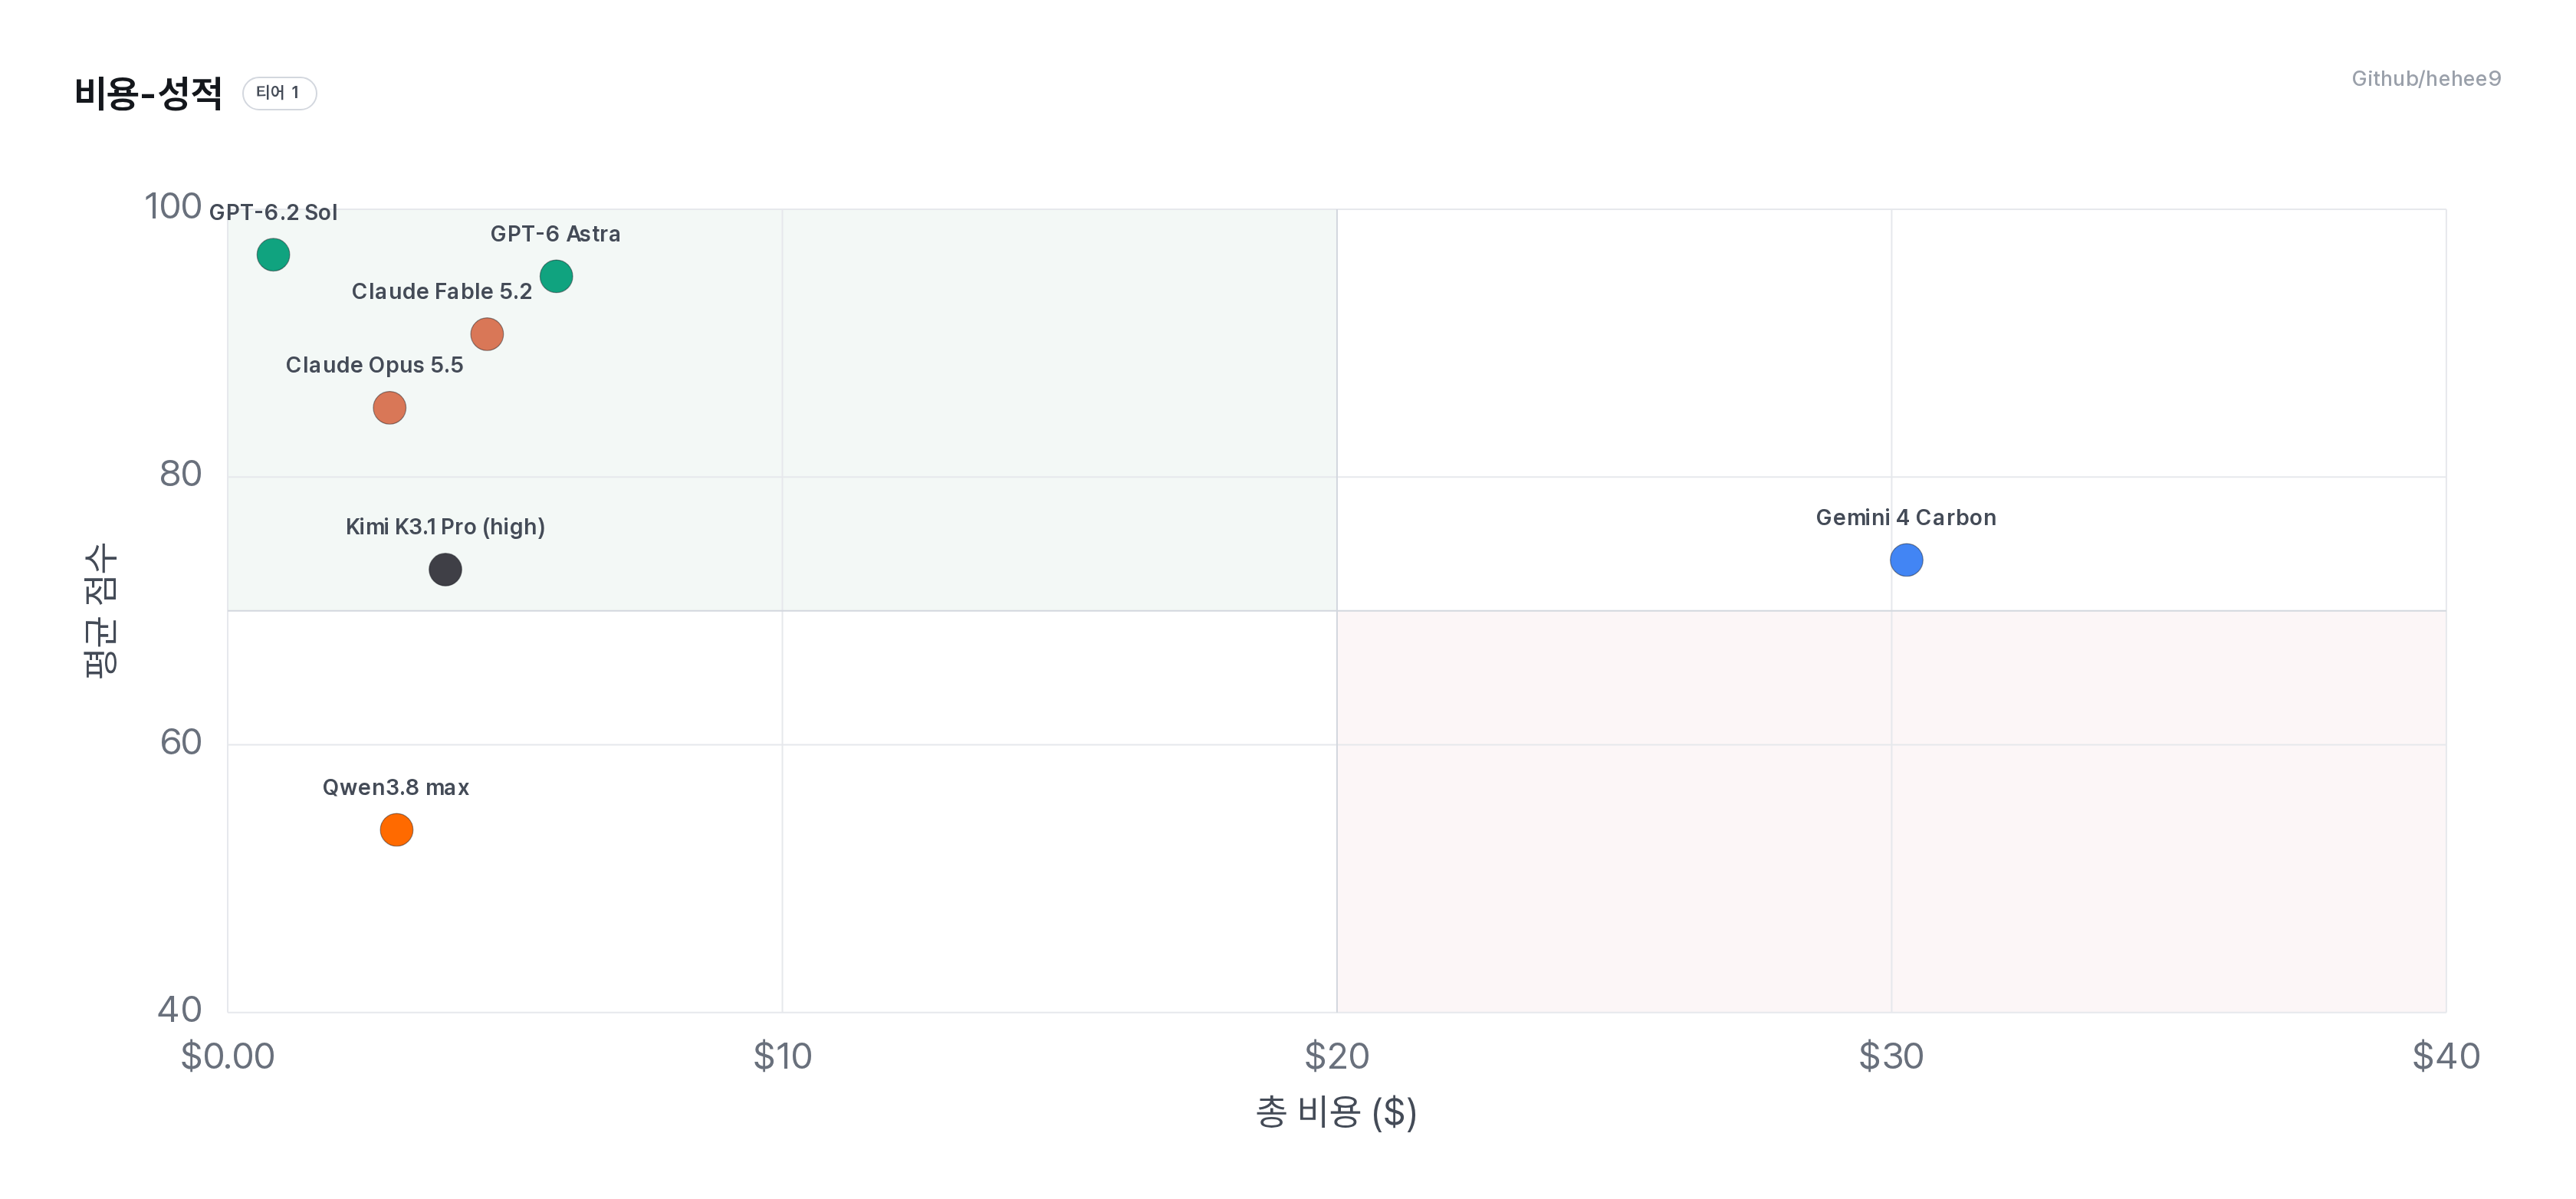 비용-성적
티어 1
Github/hehee9
100
GPT-6.2 Sol
GPT-6 Astra
Claude Fable 5.2
Claude Opus 5.5
80
Kimi K3.1 Pro (high)
Gemini 4 Carbon
평균 점수
60
Qwen3.8 max
40
$0.00
$10
$20
$30
$40
총 비용 ($)